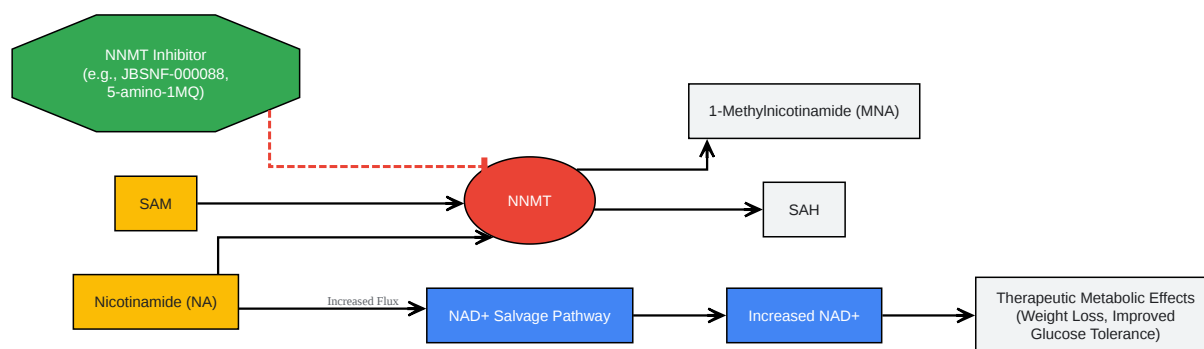 NNMT Inhibitor
(e.g., JBSNF-000088,
5-amino-1MQ)
1-Methylnicotinamide (MNA)
SAM
NNMT
SAH
Nicotinamide (NA)
Increased Flux
NAD+ Salvage Pathway
Increased NAD+
Therapeutic Metabolic Effects
(Weight Loss, Improved
Glucose Tolerance)